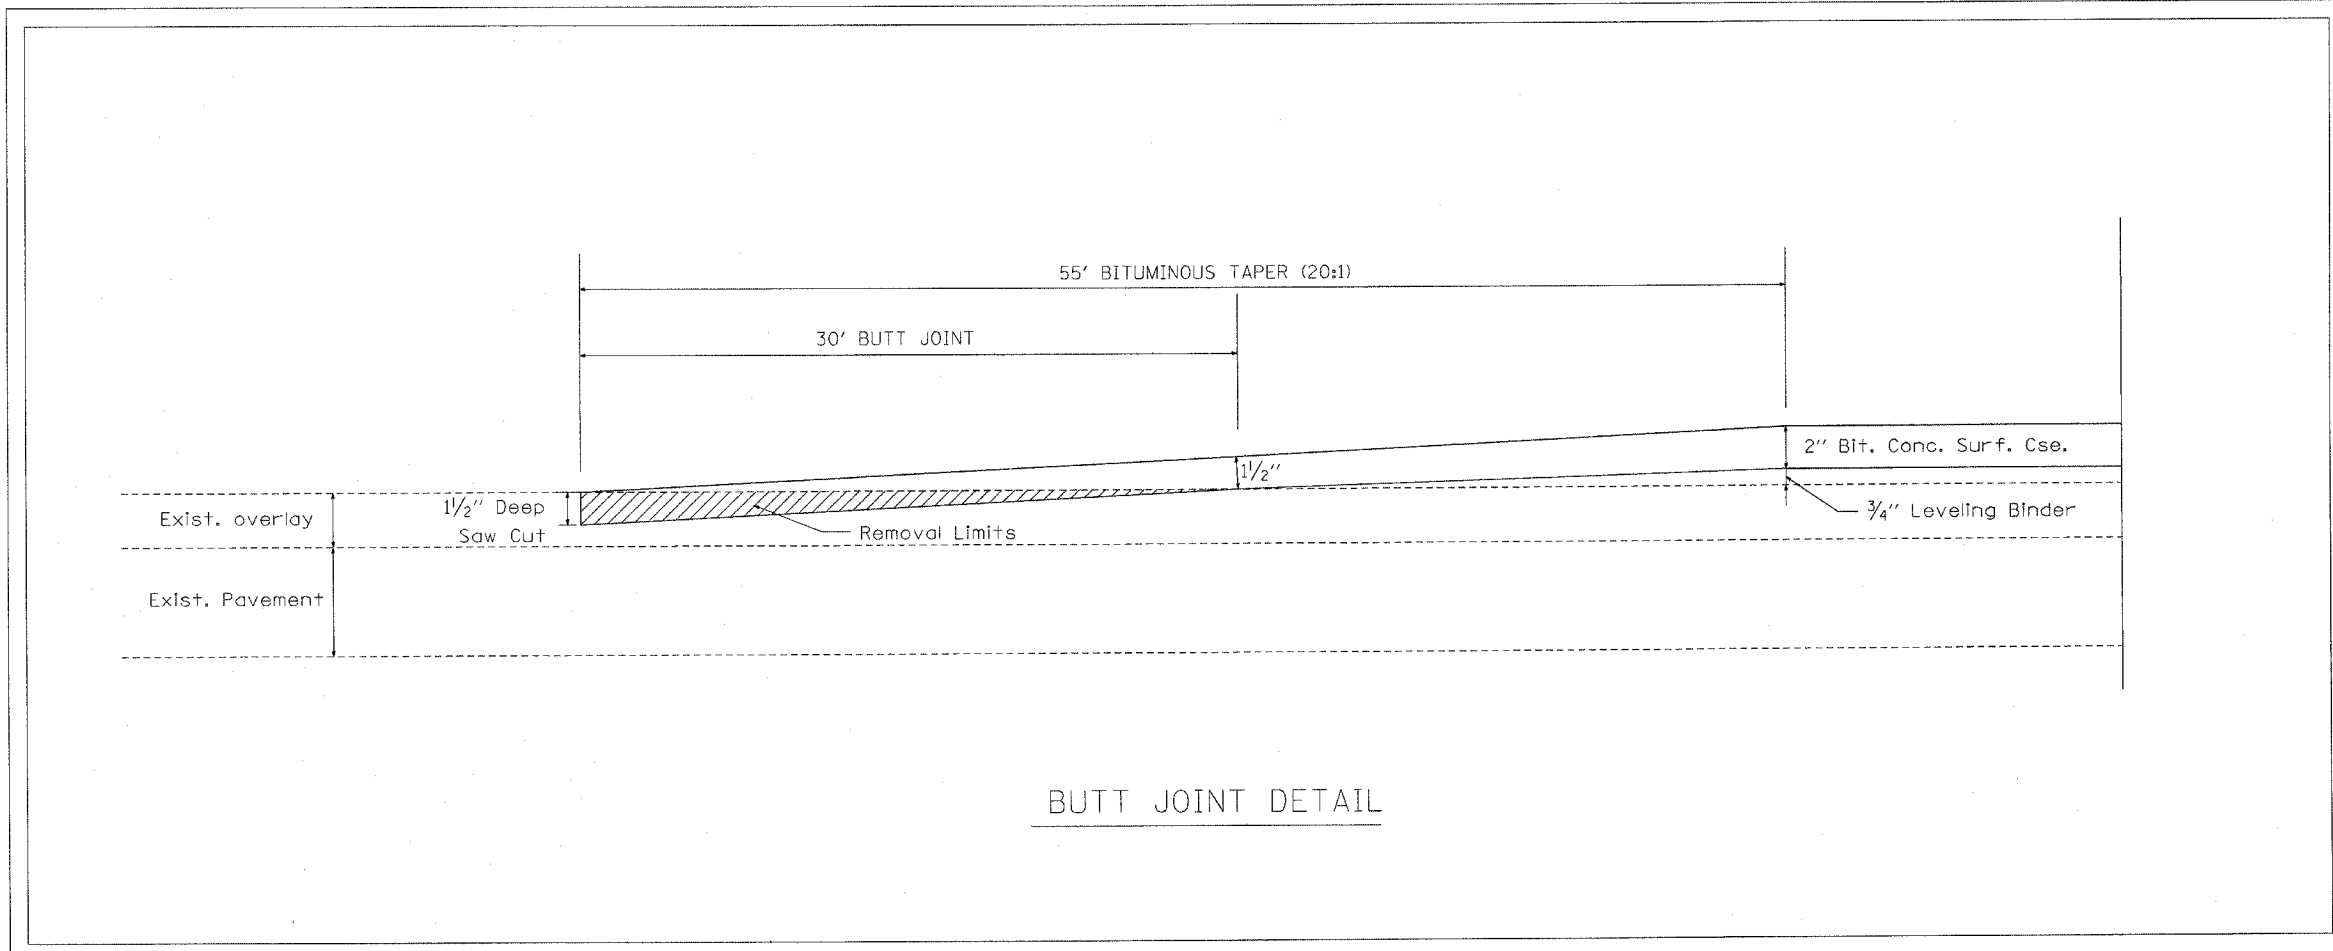 55' BITUMINOUS TAPER (20:1)
30' BUTT JOINT
2" Bit. Conc. Surf. Cse.
1½"
1½" Deep
Saw Cut
Exist. overlay
Removal Limits
¾" Leveling Binder
Exist. Pavement
BUTT JOINT DETAIL